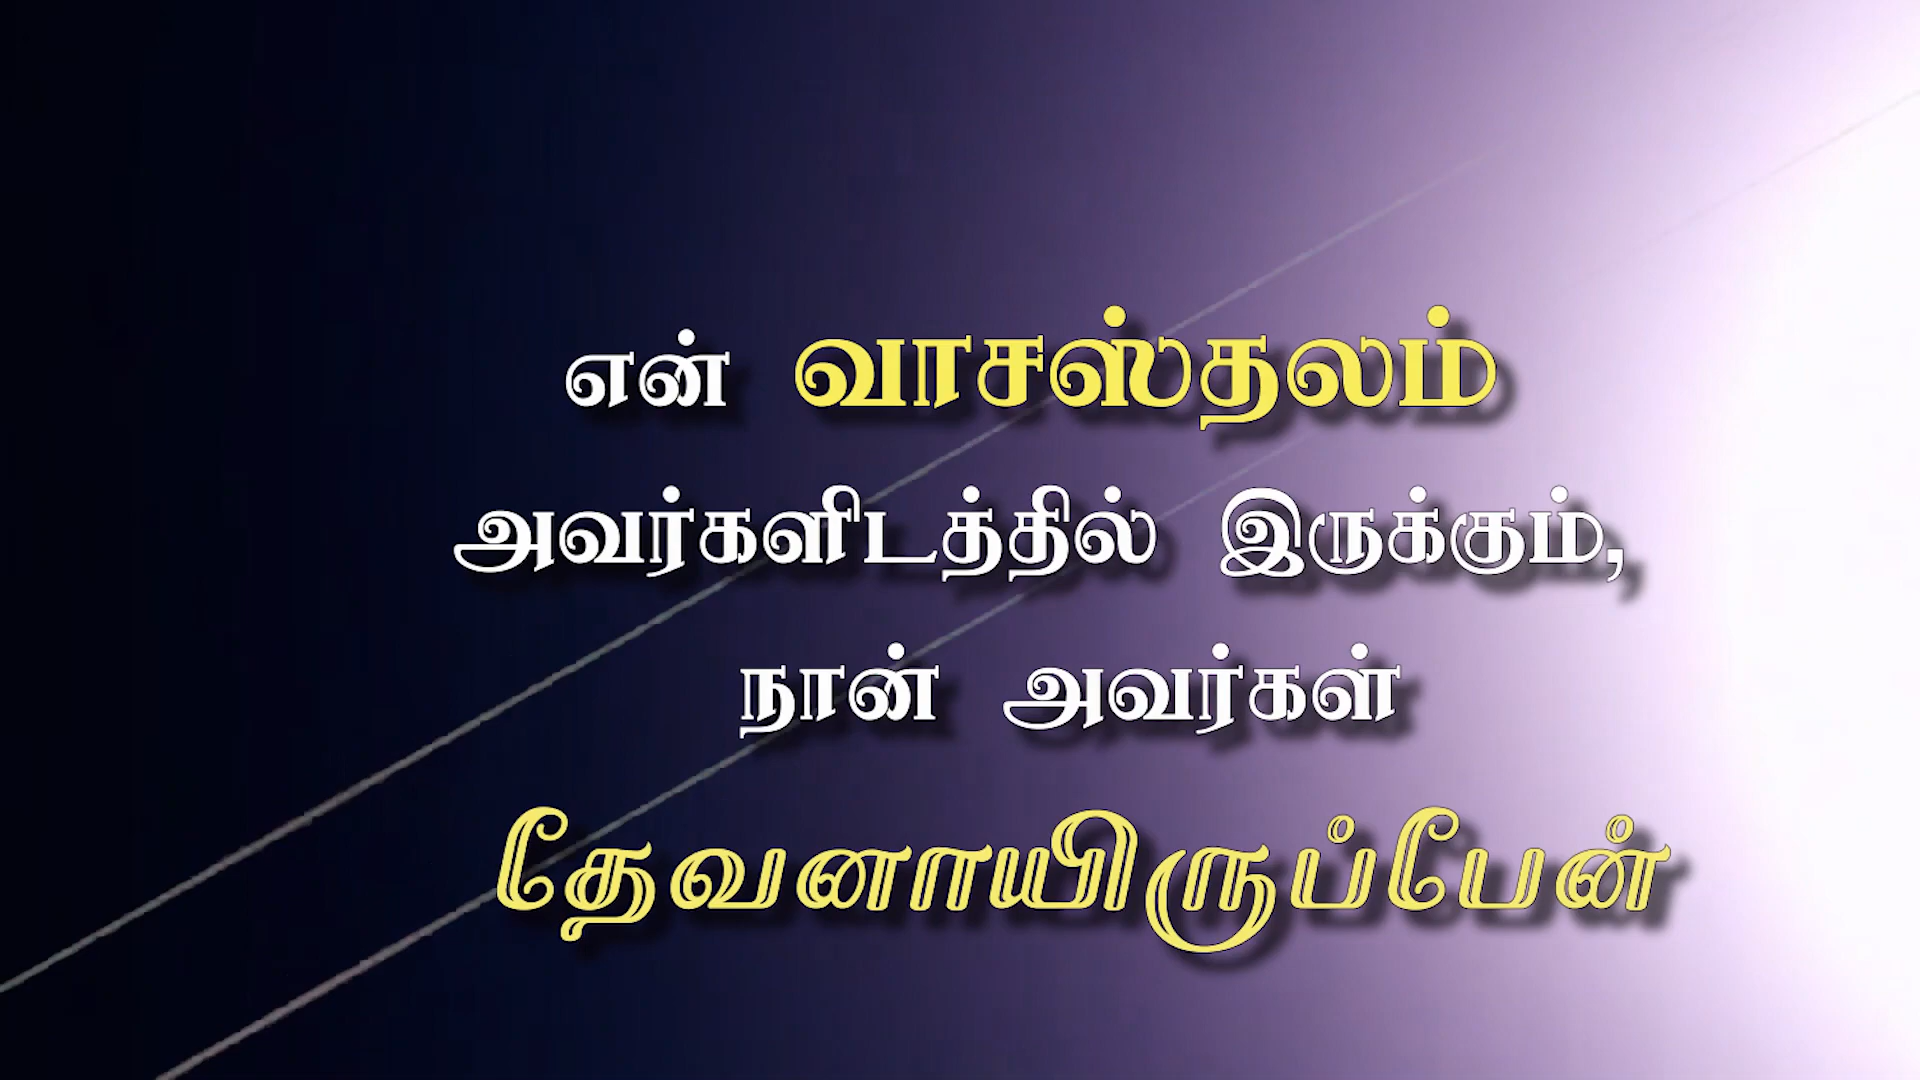 என் வாசஸ்தலம்
அவர்களிடத்தில் இருக்கும்,
நான் அவர்கள்
தேவனாயிருப்பேன்